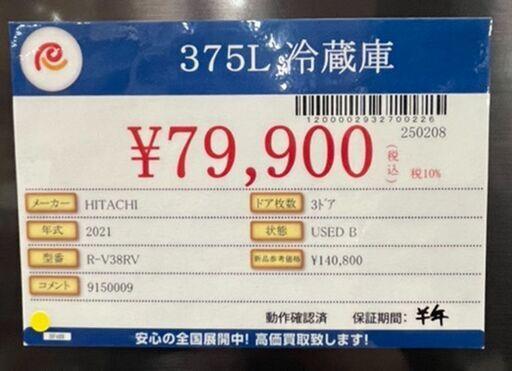 375L 冷蔵庫
1200002932700226
250208
¥79,900 (税込) 税10%
メーカー HITACHI ドア枚数 3ドア
年式 2021 状態 USED B
型番 R-V38RV 新品参考価格 ¥140,800
コメント 9150009
動作確認済 保証期間: 半年
安心の全国展開中! 高価買取致します!